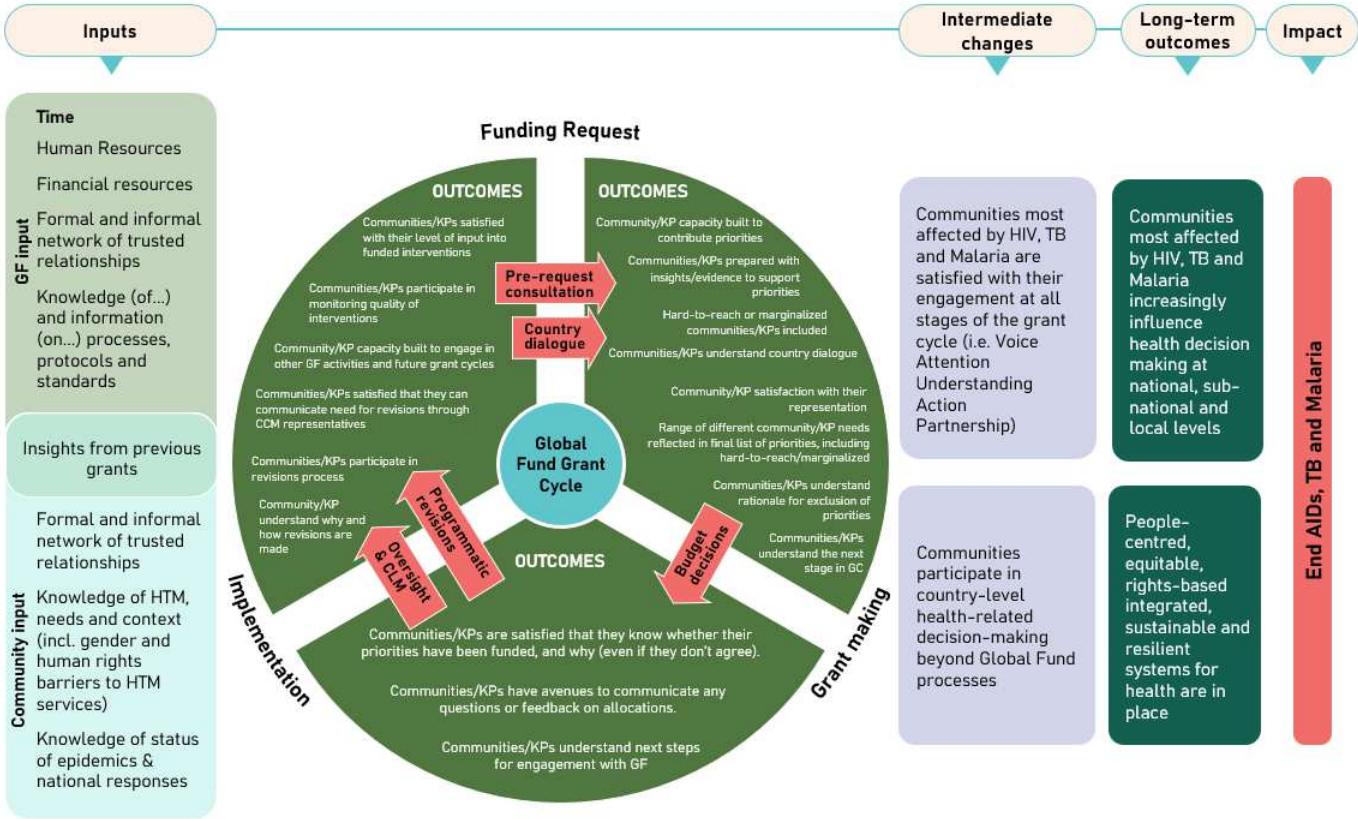 Inputs
Intermediate
changes
Long-term
outcomes
Impact
GF input
Time
Human Resources
Financial resources
Formal and informal
network of trusted
relationships
Knowledge (of...)
and information
(on...) processes,
protocols and
standards
Insights from previous
grants
Community input
Formal and informal
network of trusted
relationships
Knowledge of HTM,
needs and context
(incl. gender and
human rights
barriers to HTM
services)
Knowledge of status
of epidemics &
national responses
Funding Request
OUTCOMES
Communities/KPs satisfied
with their level of input into
funded interventions
Communities/KPs participate in
monitoring quality of
interventions
Community/KP capacity built to engage in
other GF activities and future grant cycles
Communities/KPs satisfied that they can
communicate need for revisions through
CCM representatives
Communities/KPs participate in
revisions process
Community/KP
understand why and
how revisions are
made
Pre-request
consultation
Country
dialogue
OUTCOMES
Community/KP capacity built to
contribute priorities
Communities/KPs prepared with
insights/evidence to support
priorities
Hard-to-reach or marginalized
communities/KPs included
Communities/KPs understand country dialogue
Community/KP satisfaction with their
representation
Range of different community/KP needs
reflected in final list of priorities, including
hard-to-reach/marginalized
Communities/KPs understand
rationale for exclusion of
priorities
Communities/KPs
understand the next
stage in GC
Global
Fund Grant
Cycle
Programmatic
revisions
Oversight
& CLM
Budget
decisions
Implementation
Grant making
OUTCOMES
Communities/KPs are satisfied that they know whether their
priorities have been funded, and why (even if they don't agree).
Communities/KPs have avenues to communicate any
questions or feedback on allocations.
Communities/KPs understand next steps
for engagement with GF
Communities most
affected by HIV, TB
and Malaria are
satisfied with their
engagement at all
stages of the grant
cycle (i.e. Voice
Attention
Understanding
Action
Partnership)
Communities
participate in
country-level
health-related
decision-making
beyond Global Fund
processes
Communities
most affected
by HIV, TB and
Malaria
increasingly
influence
health decision
making at
national, sub-
national and
local levels
People-
centred,
equitable,
rights-based
integrated,
sustainable and
resilient
systems for
health are in
place
End AIDs, TB and Malaria